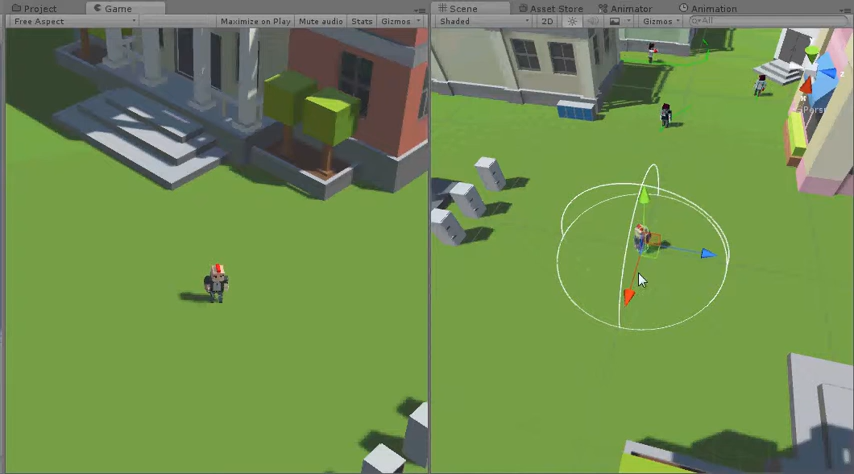 Project Game
Free Aspect Maximize on Play Mute audio Stats Gizmos
Scene Asset Store Animator Animation
Shaded 2D Gizmos All
z
x
Persp